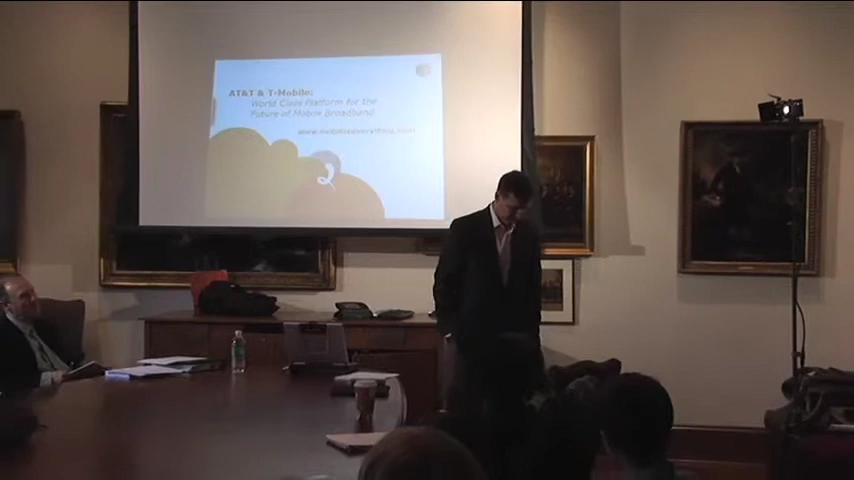 AT&T & T-Mobile:
World Class Platform for the
Future of Mobile Broadband
www.mobilizeeverything.com